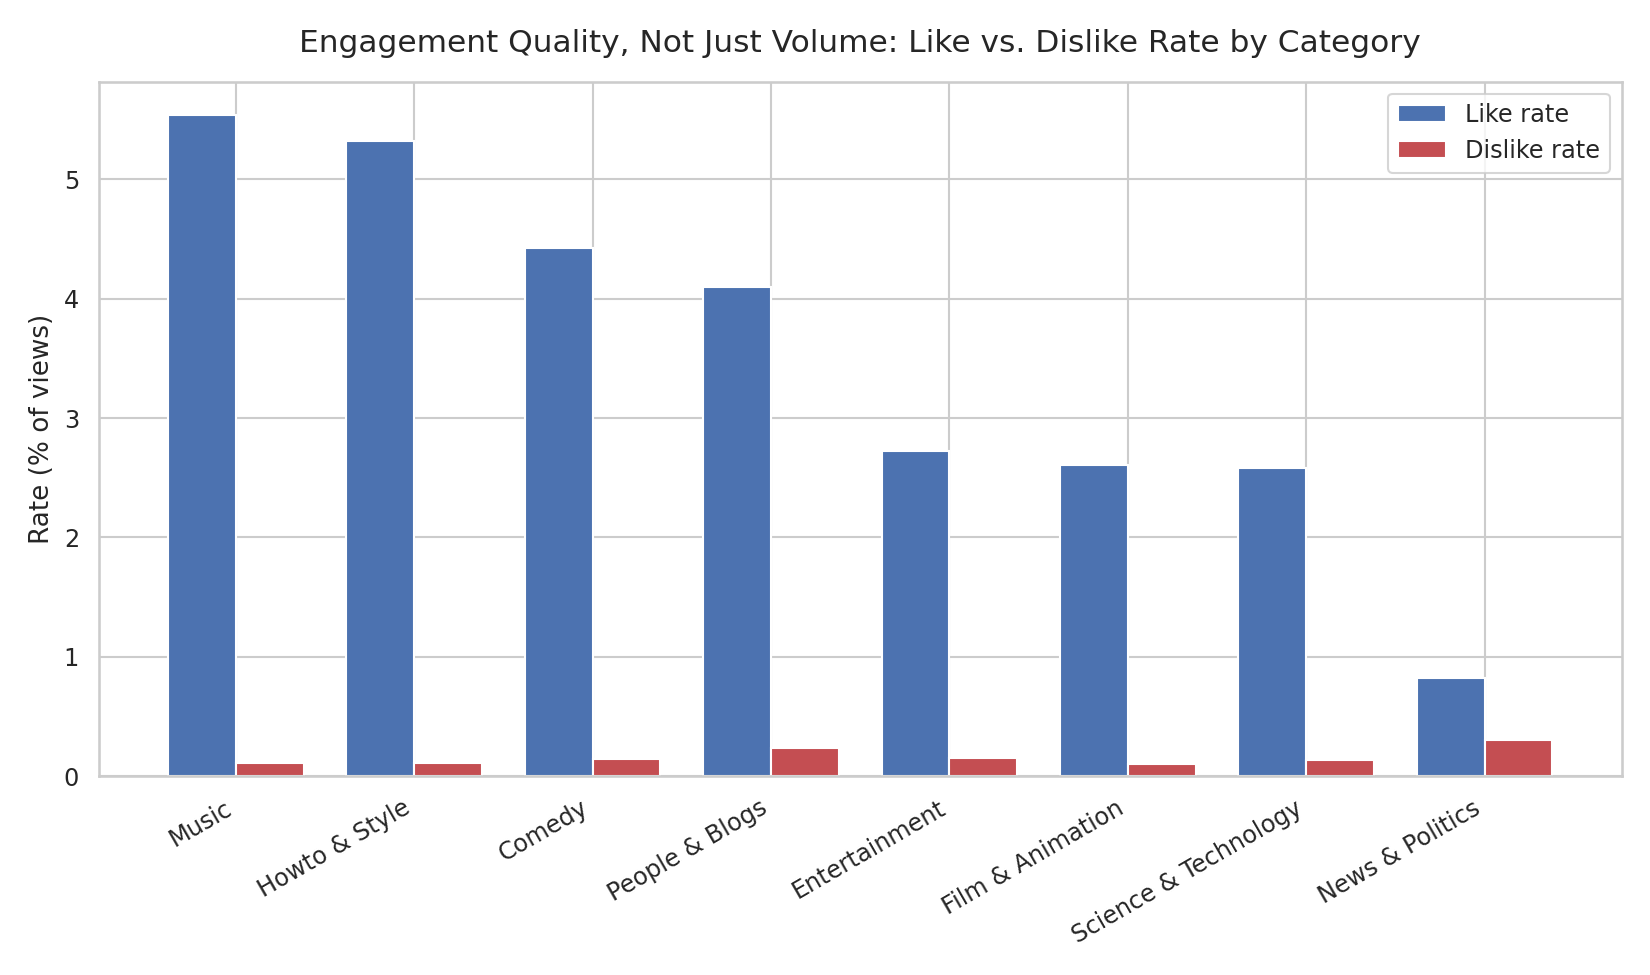 Engagement Quality, Not Just Volume: Like vs. Dislike Rate by Category
Like rate
Dislike rate
Rate (% of views)
5
4
3
2
1
0
Music
Howto & Style
Comedy
People & Blogs
Entertainment
Film & Animation
Science & Technology
News & Politics